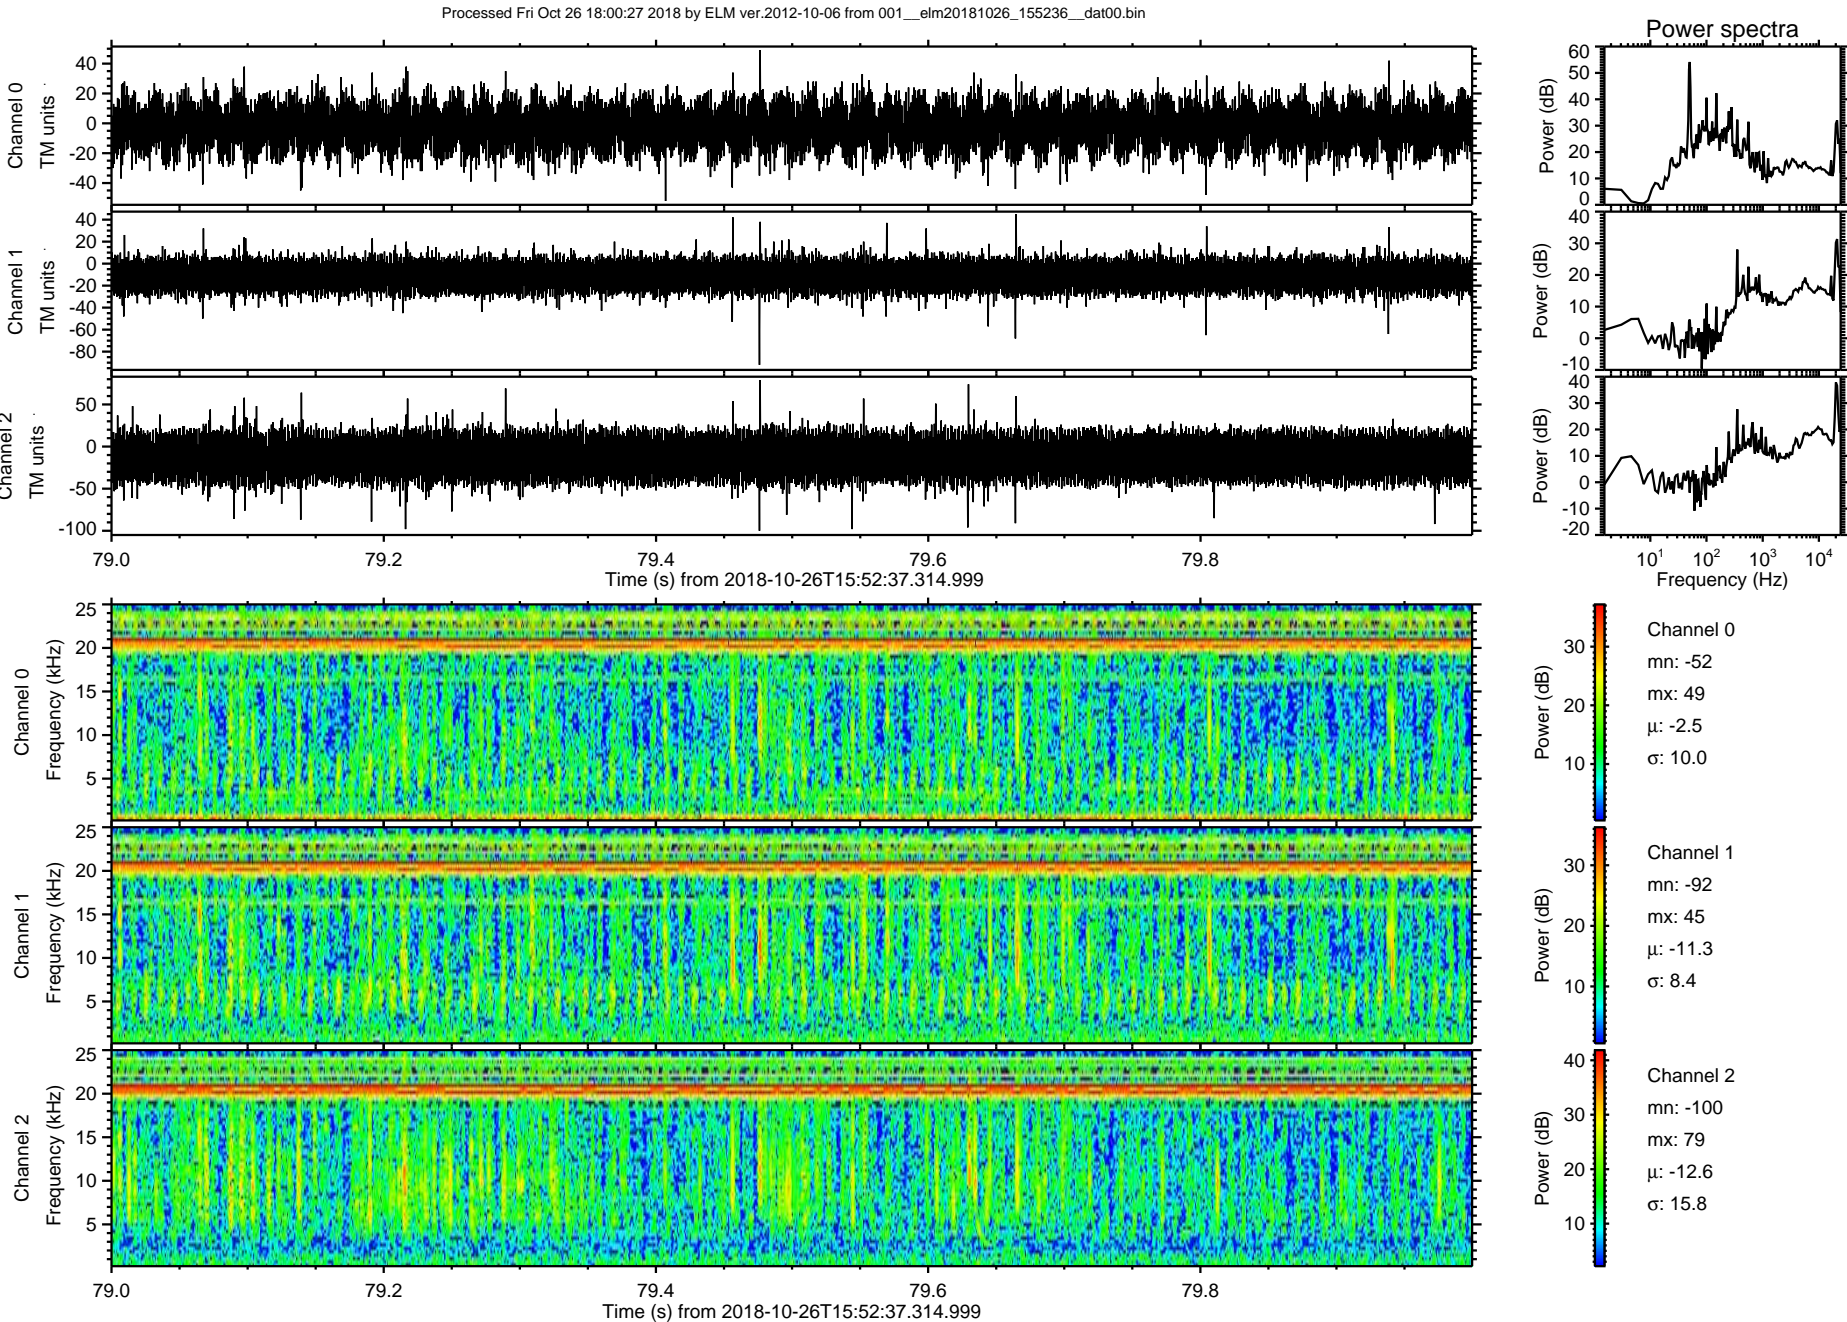 Processed Fri Oct 26 18:00:27 2018 by ELM ver.2012-10-06 from 001__elm20181026_155236__dat00.bin
Power spectra
Channel 0
TM units
40
20
0
-20
-40
Power (dB)
60
50
40
30
20
10
0
Channel 1
TM units
40
20
0
-20
-40
-60
-80
Power (dB)
40
30
20
10
0
-10
Channel 2
TM units
50
0
-50
-100
Power (dB)
40
30
20
10
0
-10
-20
79.0 79.2 79.4 79.6 79.8
Time (s) from 2018-10-26T15:52:37.314.999
10^1 10^2 10^3 10^4
Frequency (Hz)
Channel 0
Frequency (kHz)
25
20
15
10
5
Power (dB)
30
20
10
Channel 0
mn: -52
mx: 49
μ: -2.5
σ: 10.0
Channel 1
Frequency (kHz)
25
20
15
10
5
Power (dB)
30
20
10
Channel 1
mn: -92
mx: 45
μ: -11.3
σ: 8.4
Channel 2
Frequency (kHz)
25
20
15
10
5
Power (dB)
40
30
20
10
Channel 2
mn: -100
mx: 79
μ: -12.6
σ: 15.8
79.0 79.2 79.4 79.6 79.8
Time (s) from 2018-10-26T15:52:37.314.999